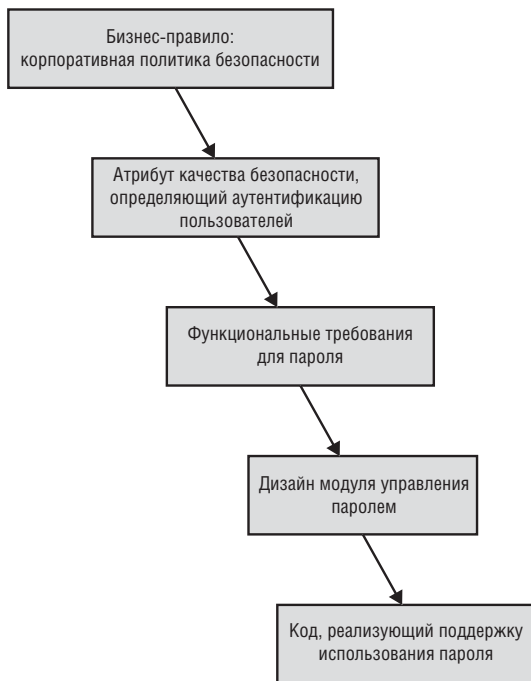 Бизнес-правило:
корпоративная политика безопасности
Атрибут качества безопасности,
определяющий аутентификацию
пользователей
Функциональные требования
для пароля
Дизайн модуля управления
паролем
Код, реализующий поддержку
использования пароля